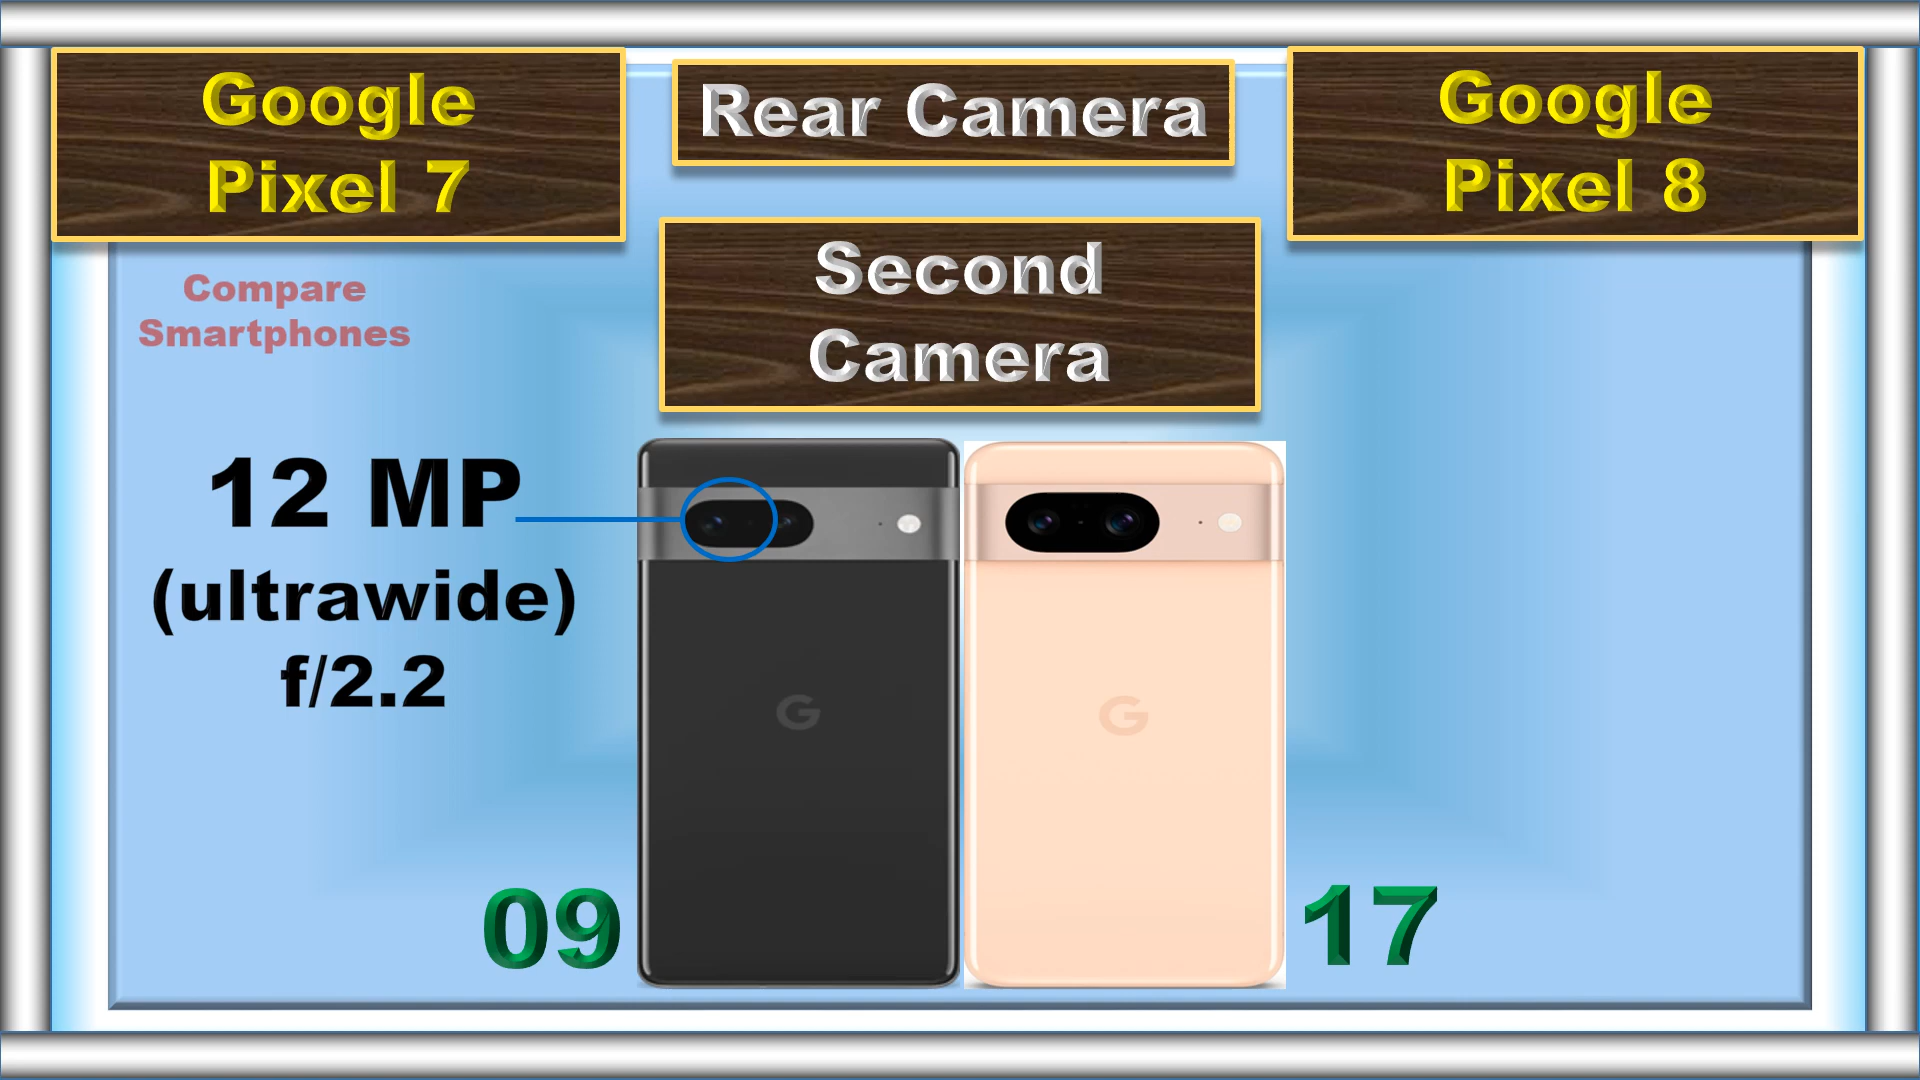 Google
Pixel 7
Rear Camera
Google
Pixel 8
Second
Camera
Compare
Smartphones
12 MP
(ultrawide)
f/2.2
G
G
09
17